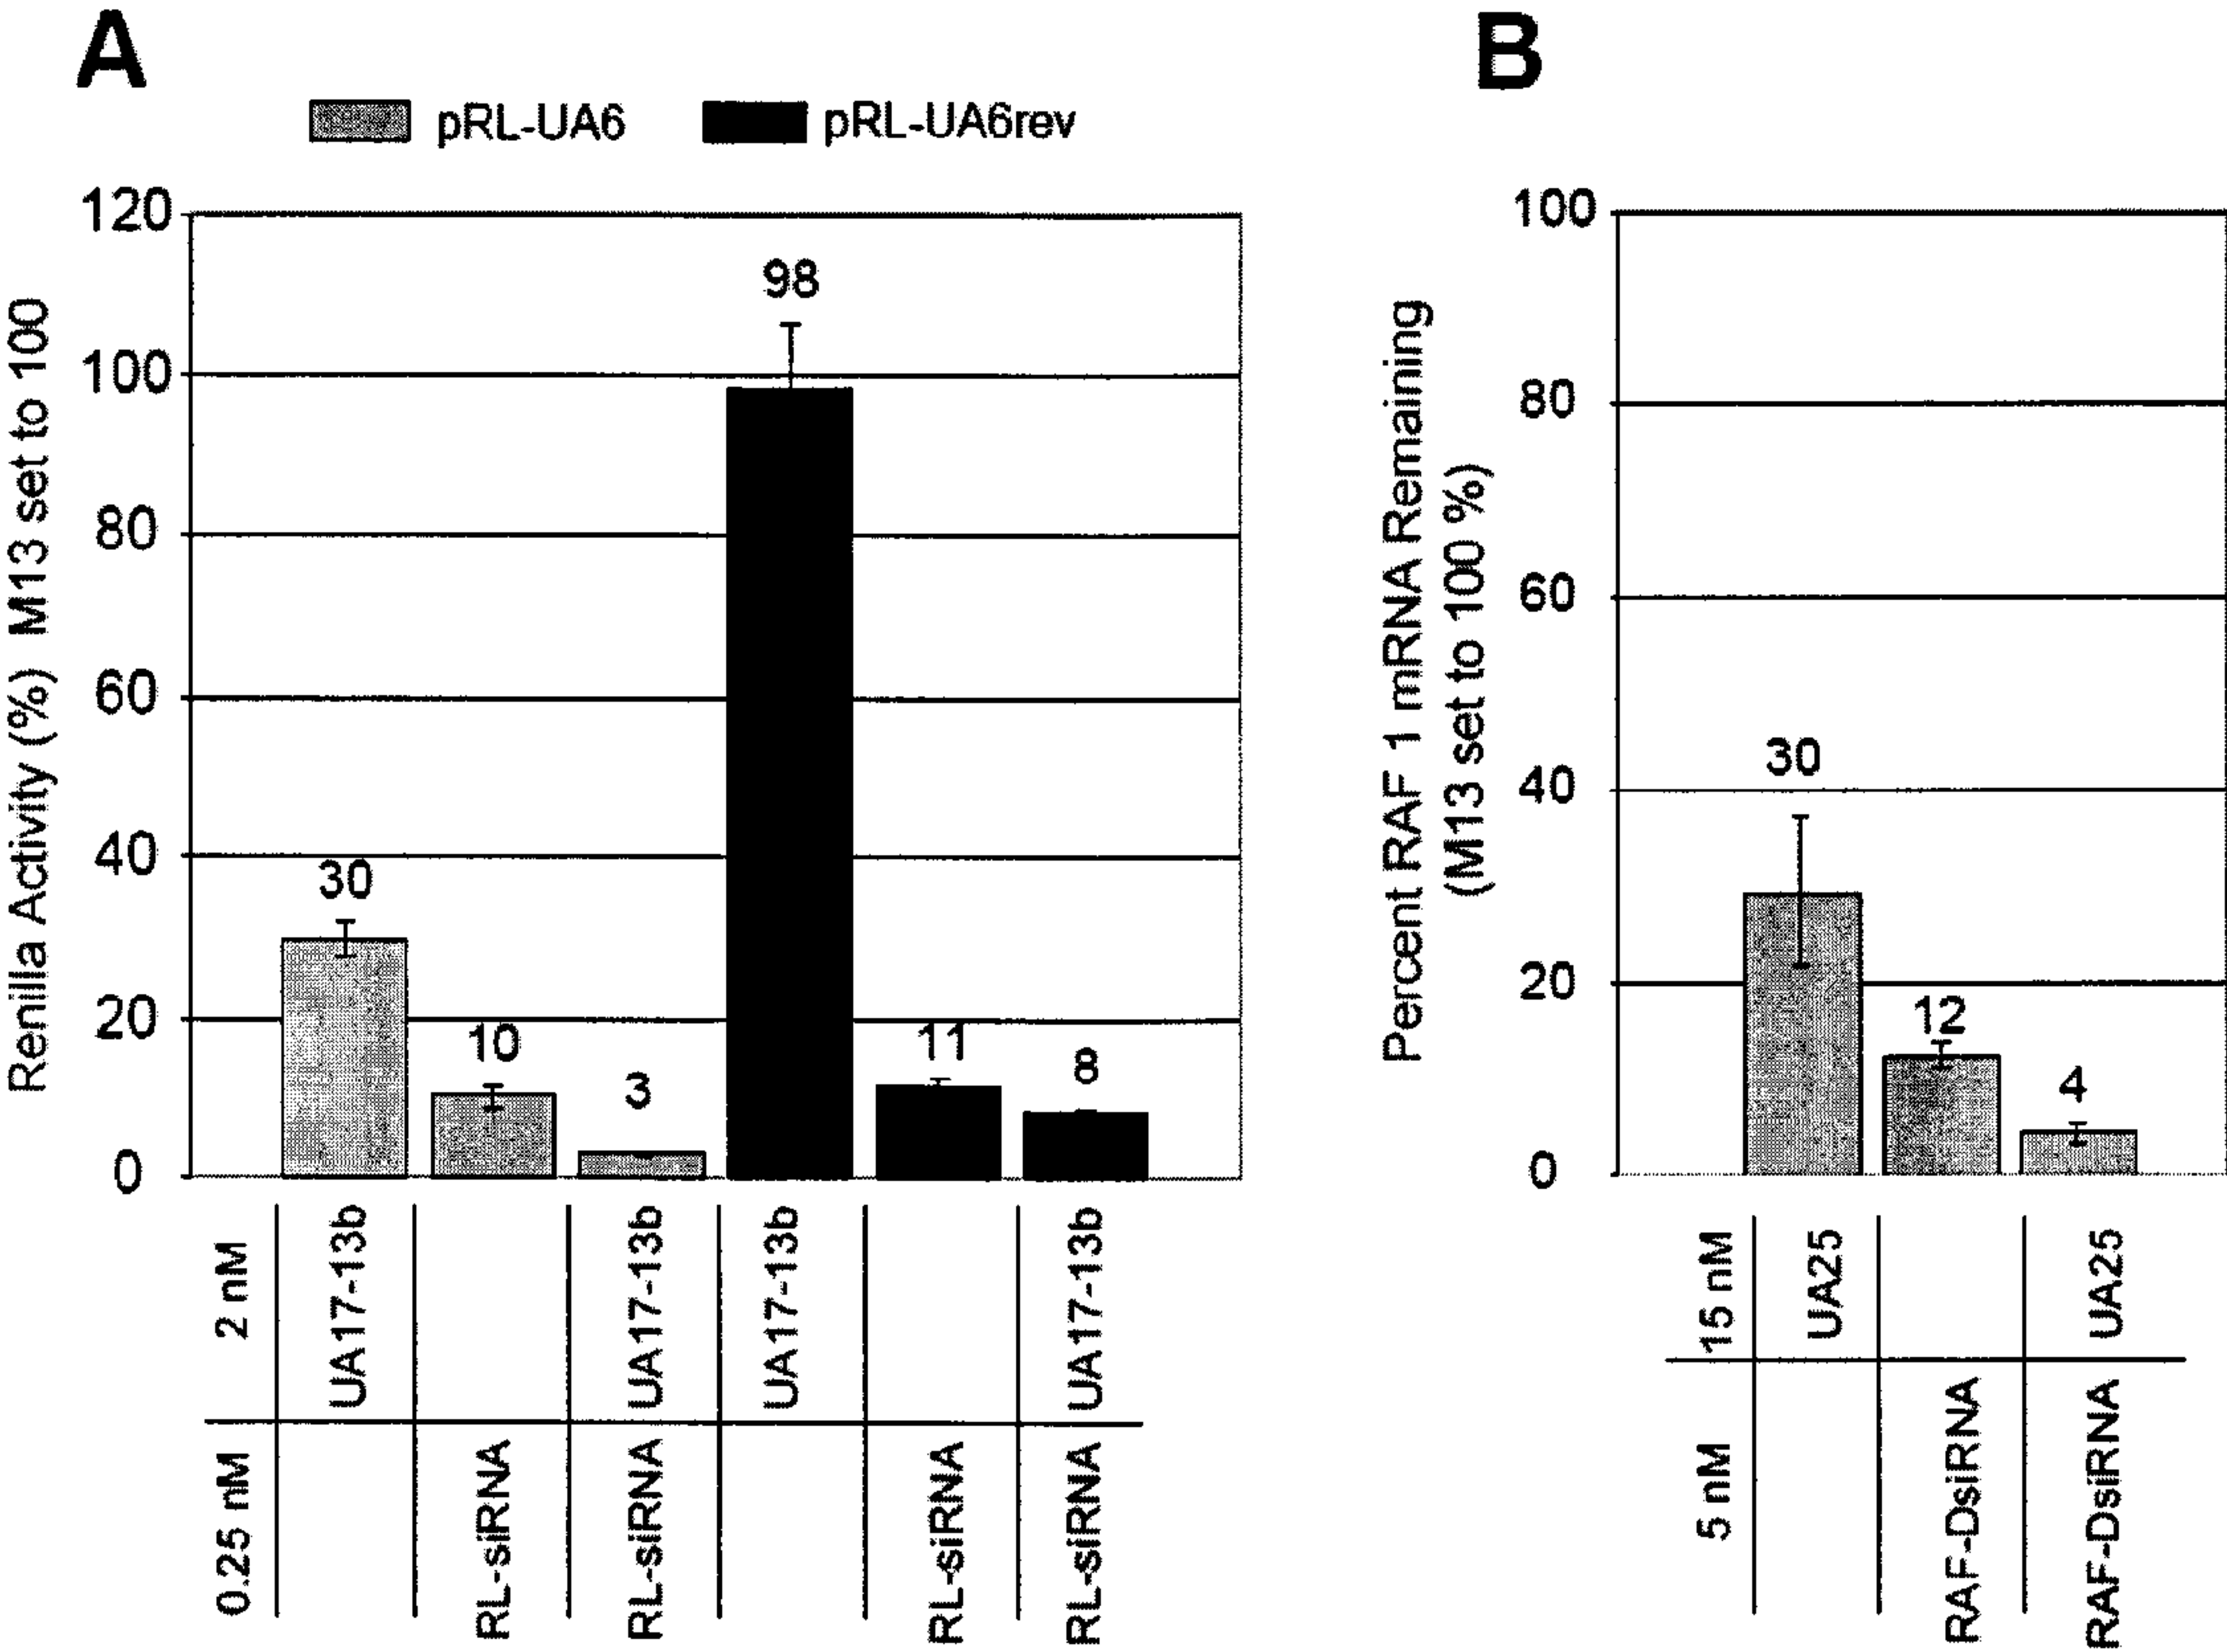 A
pRL-UA6
pRL-UA6rev
Renilla Activity (%) M13 set to 100
120
100
80
60
40
20
0
30
10
3
98
11
8
2 nM
UA17-13b
UA17-13b
UA17-13b
UA17-13b
0.25 nM
RL-siRNA
RL-siRNA
RL-siRNA
RL-siRNA
B
Percent RAF 1 mRNA Remaining
(M13 set to 100 %)
100
80
60
40
20
0
30
12
4
15 nM
UA25
UA25
5 nM
RAF-DsiRNA
RAF-DsiRNA